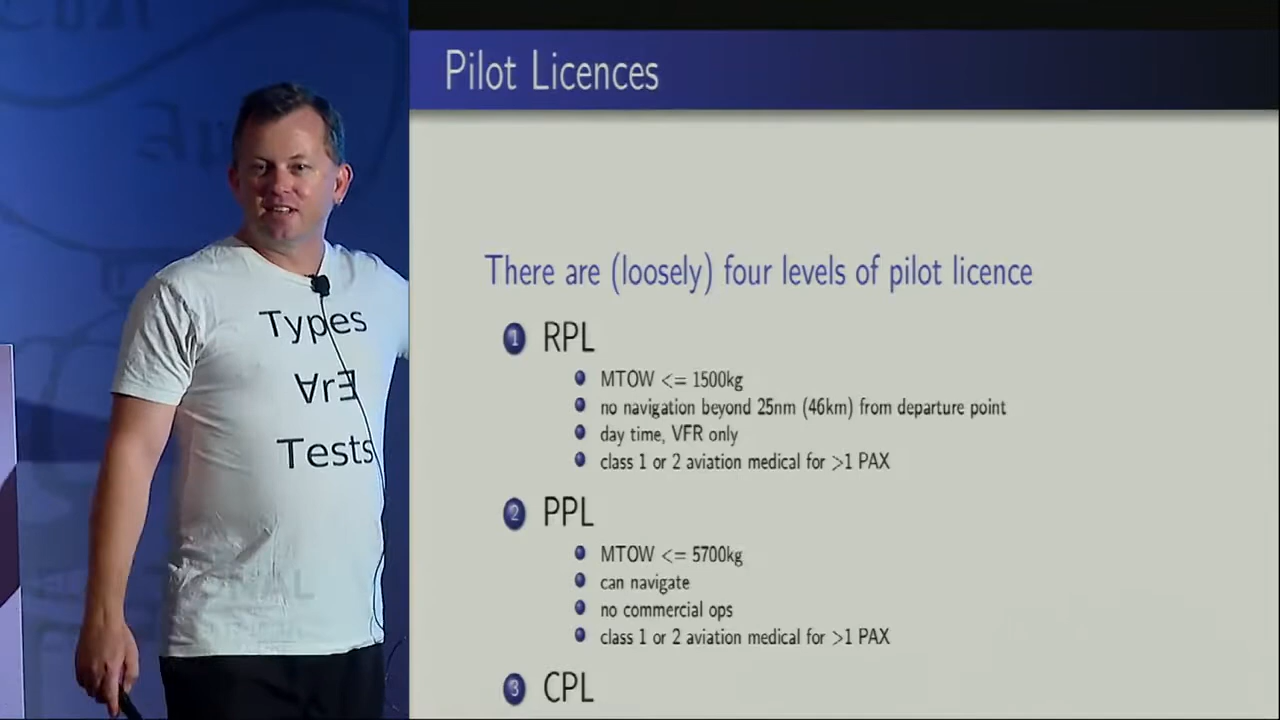 Pilot Licences
There are (loosely) four levels of pilot licence
1 RPL
MTOW <= 1500kg
no navigation beyond 25nm (46km) from departure point
day time, VFR only
class 1 or 2 aviation medical for >1 PAX
2 PPL
MTOW <= 5700kg
can navigate
no commercial ops
class 1 or 2 aviation medical for >1 PAX
3 CPL
Types
∀rƎ
Tests